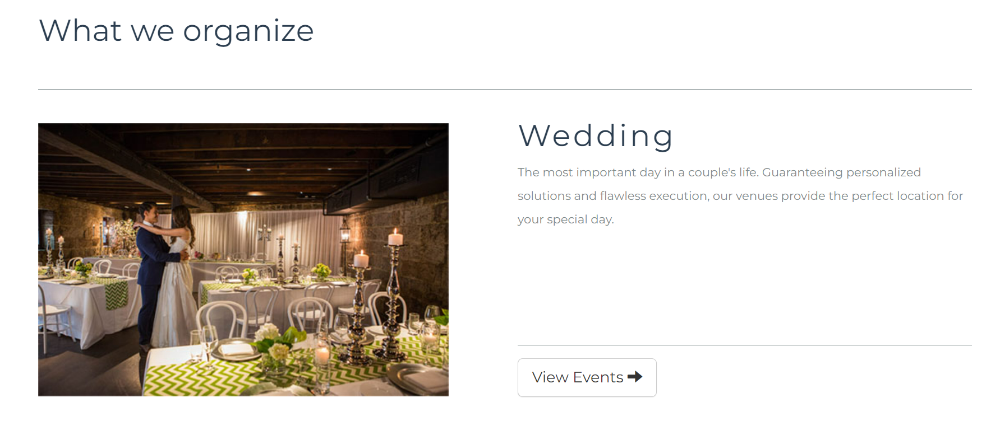 What we organize
Wedding
The most important day in a couple's life. Guaranteeing personalized
solutions and flawless execution, our venues provide the perfect location for
your special day.
View Events